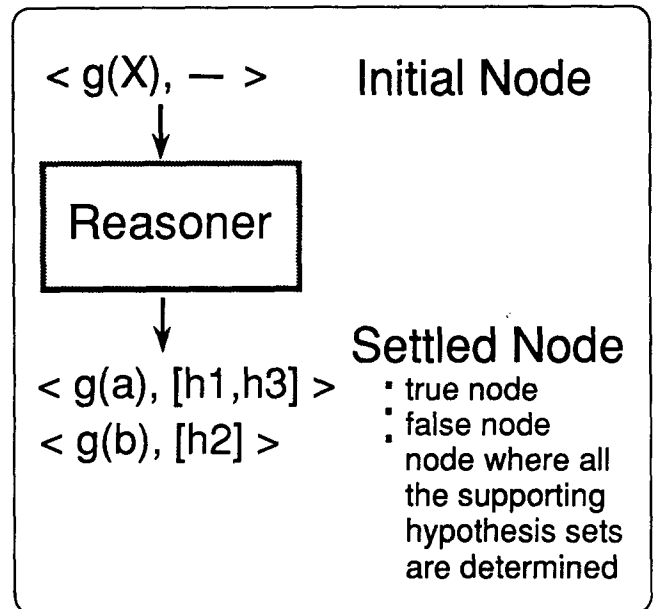 < g(X), — > Initial Node
Reasoner
Settled Node
< g(a), [h1,h3] >
< g(b), [h2] >
▪ true node
▪ false node
▪ node where all
the supporting
hypothesis sets
are determined